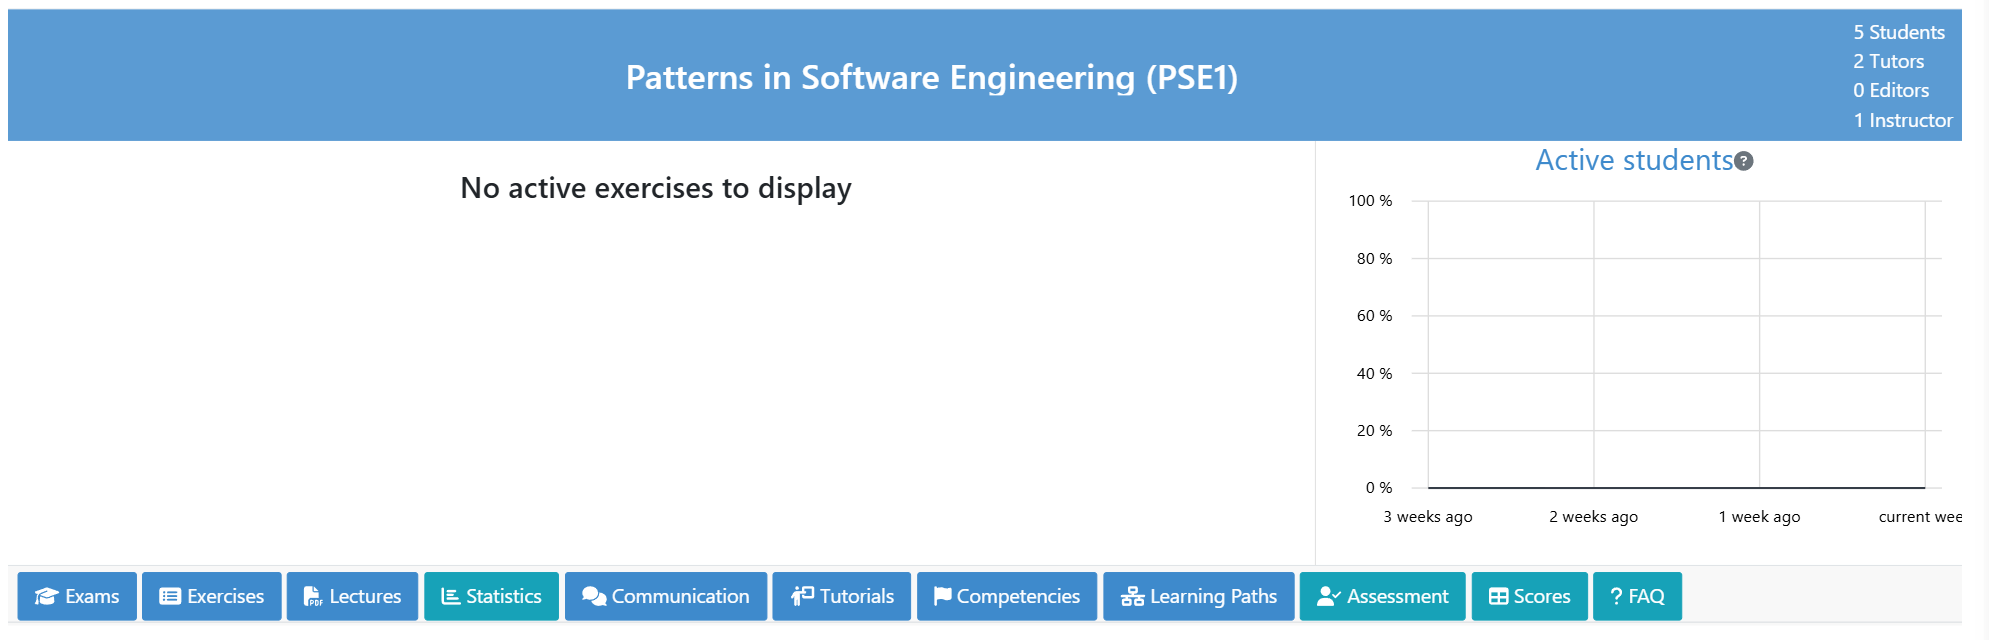 Patterns in Software Engineering (PSE1)
5 Students
2 Tutors
0 Editors
1 Instructor
No active exercises to display
Active students
100 %
80 %
60 %
40 %
20 %
0 %
3 weeks ago 2 weeks ago 1 week ago current wee
Exams Exercises Lectures Statistics Communication Tutorials Competencies Learning Paths Assessment Scores ? FAQ